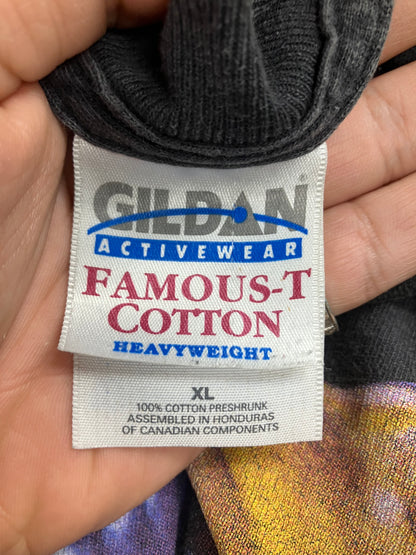 GILDAN®
ACTIVEWEAR
FAMOUS-T
COTTON
HEAVYWEIGHT
XL
100% COTTON PRESHRUNK
ASSEMBLED IN HONDURAS
OF CANADIAN COMPONENTS